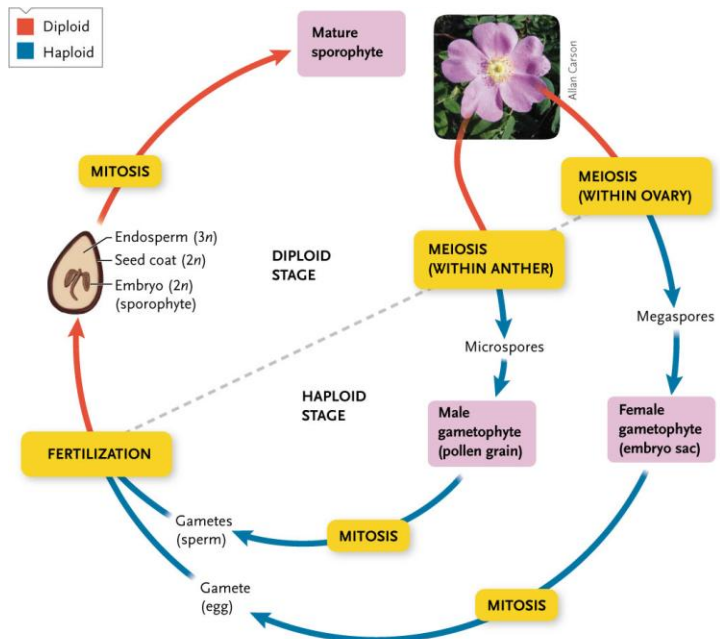 Diploid
Haploid
Mature
sporophyte
Allan Carson
MITOSIS
MEIOSIS
(WITHIN OVARY)
Endosperm (3n)
Seed coat (2n)
Embryo (2n)
(sporophyte)
DIPLOID
STAGE
MEIOSIS
(WITHIN ANTHER)
Megaspores
Microspores
HAPLOID
STAGE
Male
gametophyte
(pollen grain)
Female
gametophyte
(embryo sac)
FERTILIZATION
Gametes
(sperm)
MITOSIS
Gamete
(egg)
MITOSIS